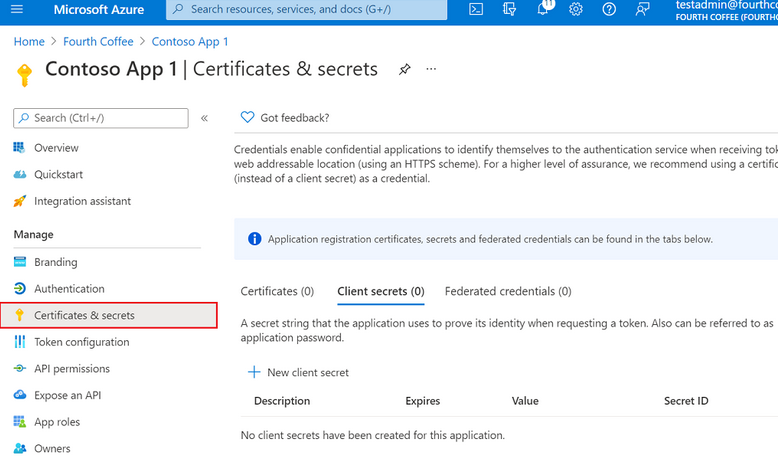 Microsoft Azure
Search resources, services, and docs (G+/)
11
testadmin@fourthco
FOURTH COFFEE (FOURTHC
Home > Fourth Coffee > Contoso App 1
Contoso App 1 | Certificates & secrets
Search (Ctrl+/)
Got feedback?
Overview
Quickstart
Integration assistant
Manage
Branding
Authentication
Certificates & secrets
Token configuration
API permissions
Expose an API
App roles
Owners
Credentials enable confidential applications to identify themselves to the authentication service when receiving tok
web addressable location (using an HTTPS scheme). For a higher level of assurance, we recommend using a certific
(instead of a client secret) as a credential.
Application registration certificates, secrets and federated credentials can be found in the tabs below.
Certificates (0) Client secrets (0) Federated credentials (0)
A secret string that the application uses to prove its identity when requesting a token. Also can be referred to as
application password.
New client secret
Description Expires Value Secret ID
No client secrets have been created for this application.